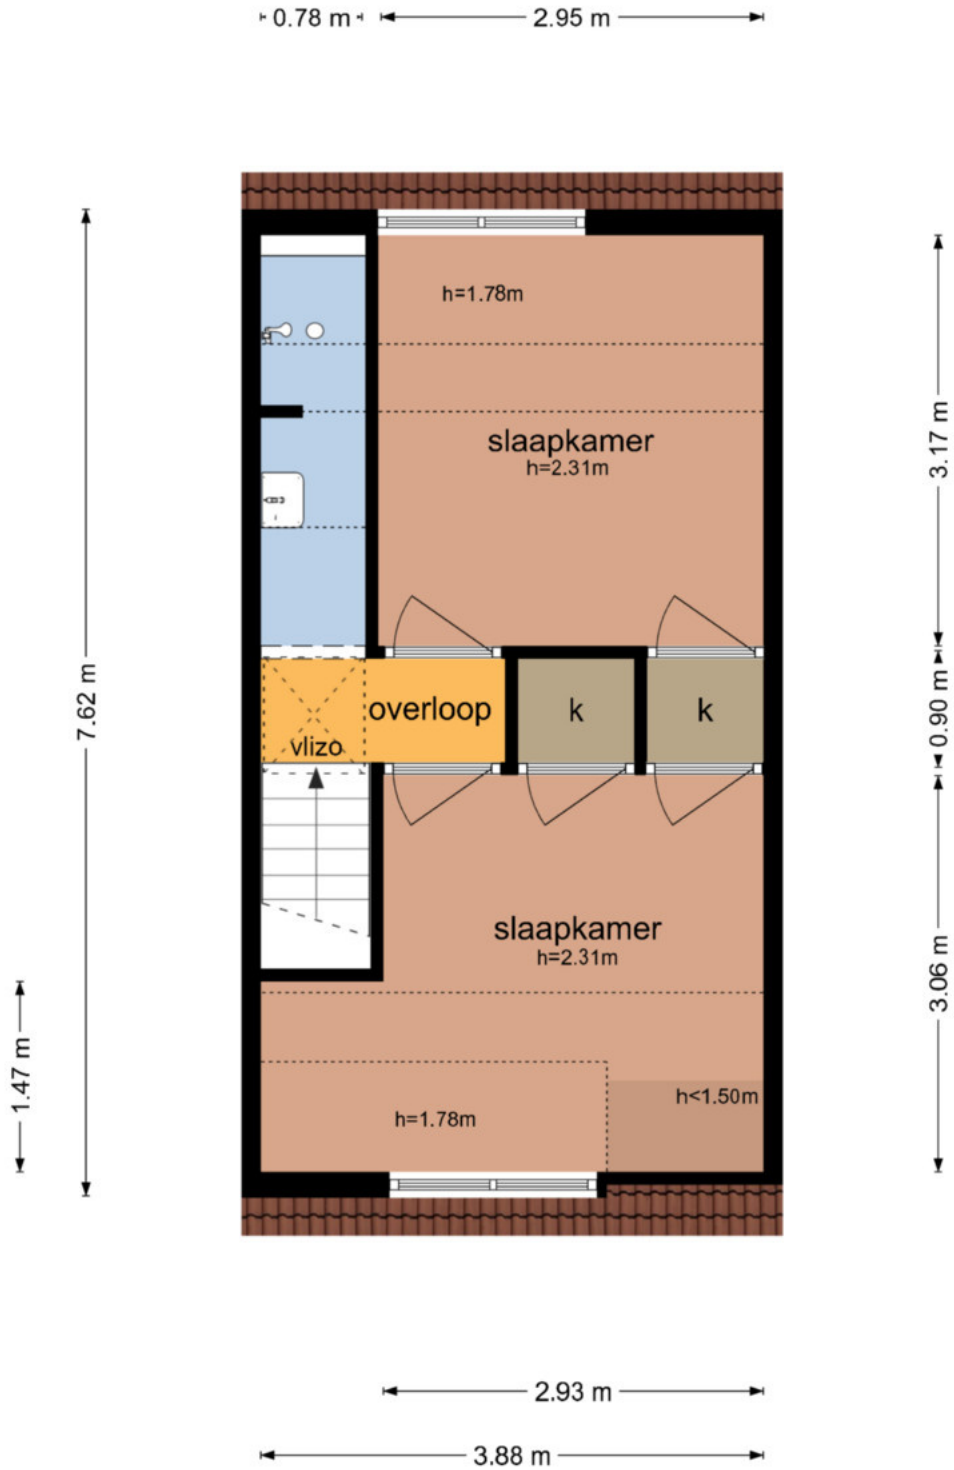 0.78 m
2.95 m
h=1.78m
slaapkamer
h=2.31m
3.17 m
7.62 m
overloop
k
k
0.90 m
vlizo
slaapkamer
h=2.31m
3.06 m
1.47 m
h<1.50m
h=1.78m
2.93 m
3.88 m